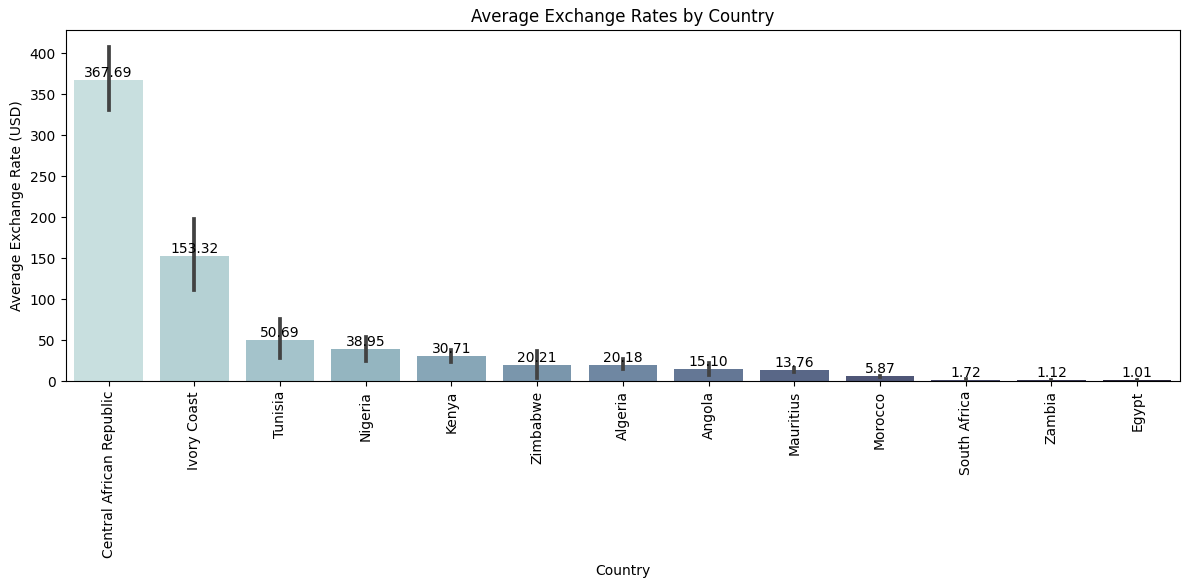 Average Exchange Rates by Country
Average Exchange Rate (USD)
400
350
300
250
200
150
100
50
0
367.69
153.32
50.69
38.95
30.71
20.21
20.18
15.10
13.76
5.87
1.72
1.12
1.01
Central African Republic
Ivory Coast
Tunisia
Nigeria
Kenya
Zimbabwe
Algeria
Angola
Mauritius
Morocco
South Africa
Zambia
Egypt
Country